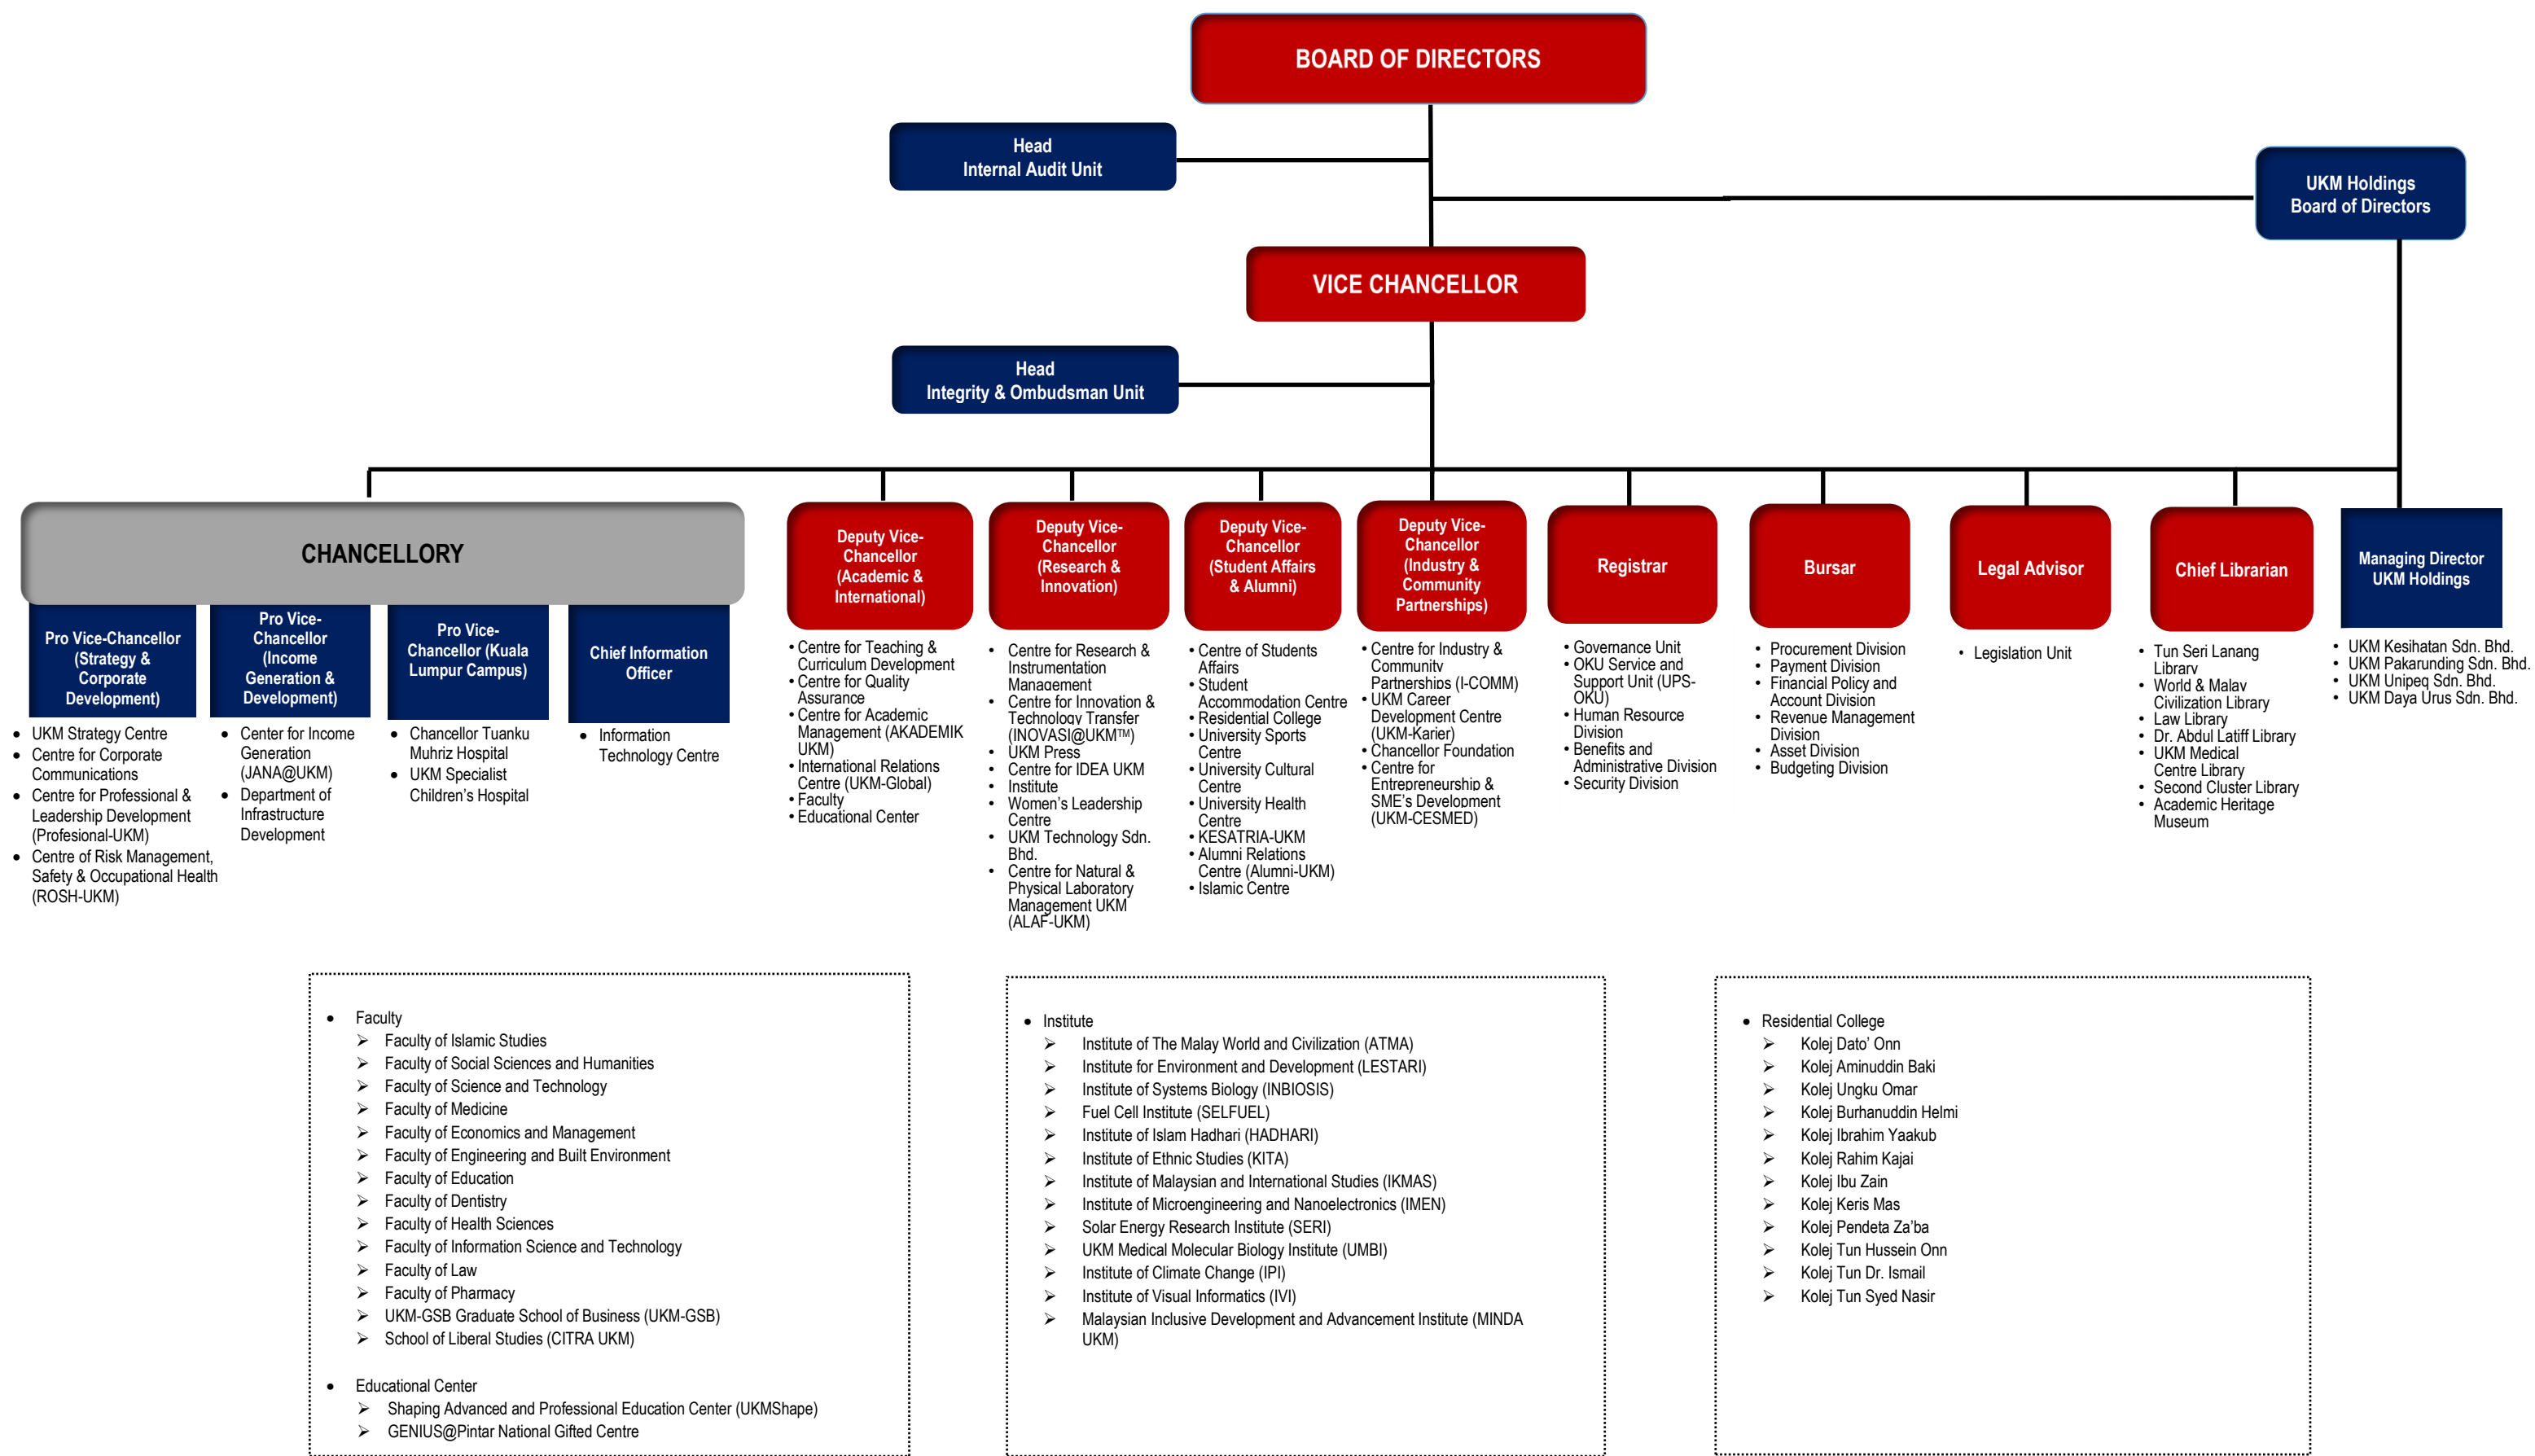 BOARD OF DIRECTORS
Head
Internal Audit Unit
UKM Holdings
Board of Directors
VICE CHANCELLOR
Head
Integrity & Ombudsman Unit
CHANCELLORY
Pro Vice-Chancellor
(Strategy &
Corporate
Development)
• UKM Strategy Centre
• Centre for Corporate
Communications
• Centre for Professional &
Leadership Development
(Profesional-UKM)
• Centre of Risk Management,
Safety & Occupational Health
(ROSH-UKM)
Pro Vice-
Chancellor
(Income
Generation &
Development)
• Center for Income
Generation
(JANA@UKM)
• Department of
Infrastructure
Development
Pro Vice-
Chancellor (Kuala
Lumpur Campus)
• Chancellor Tuanku
Muhriz Hospital
• UKM Specialist
Children's Hospital
Chief Information
Officer
• Information
Technology Centre
Deputy Vice-
Chancellor
(Academic &
International)
• Centre for Teaching &
Curriculum Development
• Centre for Quality
Assurance
• Centre for Academic
Management (AKADEMIK
UKM)
• International Relations
Centre (UKM-Global)
• Faculty
• Educational Center
Deputy Vice-
Chancellor
(Research &
Innovation)
• Centre for Research &
Instrumentation
Management
• Centre for Innovation &
Technology Transfer
(INOVASI@UKM™)
• UKM Press
• Centre for IDEA UKM
• Institute
• Women's Leadership
Centre
• UKM Technology Sdn.
Bhd.
• Centre for Natural &
Physical Laboratory
Management UKM
(ALAF-UKM)
Deputy Vice-
Chancellor
(Student Affairs
& Alumni)
• Centre of Students
Affairs
• Student
Accommodation Centre
• Residential College
• University Sports
Centre
• University Cultural
Centre
• University Health
Centre
• KESATRIA-UKM
• Alumni Relations
Centre (Alumni-UKM)
• Islamic Centre
Deputy Vice-
Chancellor
(Industry &
Community
Partnerships)
• Centre for Industry &
Community
Partnerships (I-COMM)
• UKM Career
Development Centre
(UKM-Karier)
• Chancellor Foundation
• Centre for
Entrepreneurship &
SME's Development
(UKM-CESMED)
Registrar
• Governance Unit
• OKU Service and
Support Unit (UPS-
OKU)
• Human Resource
Division
• Benefits and
Administrative Division
• Security Division
Bursar
• Procurement Division
• Payment Division
• Financial Policy and
Account Division
• Revenue Management
Division
• Asset Division
• Budgeting Division
Legal Advisor
• Legislation Unit
Chief Librarian
• Tun Seri Lanang
Library
• World & Malay
Civilization Library
• Law Library
• Dr. Abdul Latiff Library
• UKM Medical
Centre Library
• Second Cluster Library
• Academic Heritage
Museum
Managing Director
UKM Holdings
• UKM Kesihatan Sdn. Bhd.
• UKM Pakarunding Sdn. Bhd.
• UKM Unipeq Sdn. Bhd.
• UKM Daya Urus Sdn. Bhd.
• Faculty
➢ Faculty of Islamic Studies
➢ Faculty of Social Sciences and Humanities
➢ Faculty of Science and Technology
➢ Faculty of Medicine
➢ Faculty of Economics and Management
➢ Faculty of Engineering and Built Environment
➢ Faculty of Education
➢ Faculty of Dentistry
➢ Faculty of Health Sciences
➢ Faculty of Information Science and Technology
➢ Faculty of Law
➢ Faculty of Pharmacy
➢ UKM-GSB Graduate School of Business (UKM-GSB)
➢ School of Liberal Studies (CITRA UKM)
• Educational Center
➢ Shaping Advanced and Professional Education Center (UKMShape)
➢ GENIUS@Pintar National Gifted Centre
• Institute
➢ Institute of The Malay World and Civilization (ATMA)
➢ Institute for Environment and Development (LESTARI)
➢ Institute of Systems Biology (INBIOSIS)
➢ Fuel Cell Institute (SELFUEL)
➢ Institute of Islam Hadhari (HADHARI)
➢ Institute of Ethnic Studies (KITA)
➢ Institute of Malaysian and International Studies (IKMAS)
➢ Institute of Microengineering and Nanoelectronics (IMEN)
➢ Solar Energy Research Institute (SERI)
➢ UKM Medical Molecular Biology Institute (UMBI)
➢ Institute of Climate Change (IPI)
➢ Institute of Visual Informatics (IVI)
➢ Malaysian Inclusive Development and Advancement Institute (MINDA
UKM)
• Residential College
➢ Kolej Dato' Onn
➢ Kolej Aminuddin Baki
➢ Kolej Ungku Omar
➢ Kolej Burhanuddin Helmi
➢ Kolej Ibrahim Yaakub
➢ Kolej Rahim Kajai
➢ Kolej Ibu Zain
➢ Kolej Keris Mas
➢ Kolej Pendeta Za'ba
➢ Kolej Tun Hussein Onn
➢ Kolej Tun Dr. Ismail
➢ Kolej Tun Syed Nasir